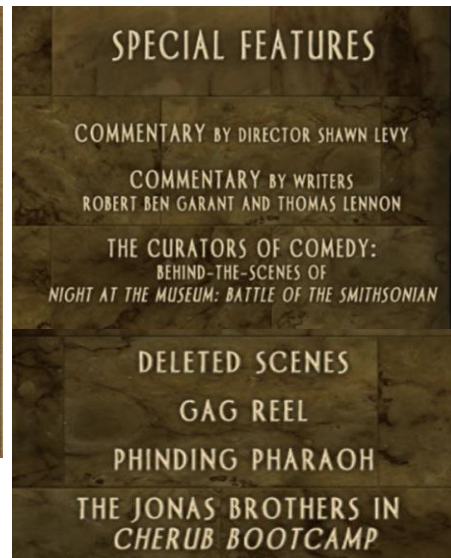 SPECIAL FEATURES
COMMENTARY BY DIRECTOR SHAWN LEVY
COMMENTARY BY WRITERS
ROBERT BEN GARANT AND THOMAS LENNON
THE CURATORS OF COMEDY:
BEHIND-THE-SCENES OF
NIGHT AT THE MUSEUM: BATTLE OF THE SMITHSONIAN
DELETED SCENES
GAG REEL
PHINDING PHARAOH
THE JONAS BROTHERS IN
CHERUB BOOTCAMP